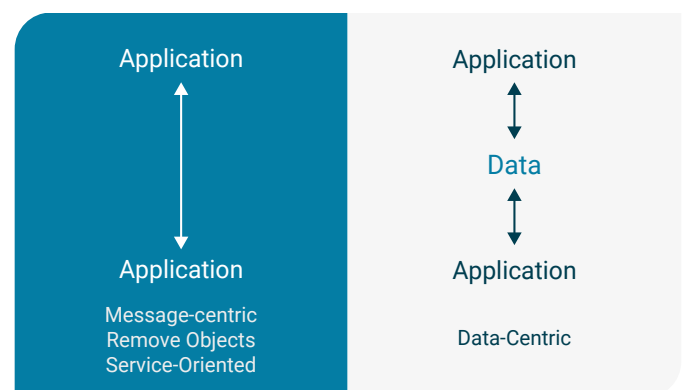 Application
Application
Message-centric
Remove Objects
Service-Oriented
Application
Data
Application
Data-Centric